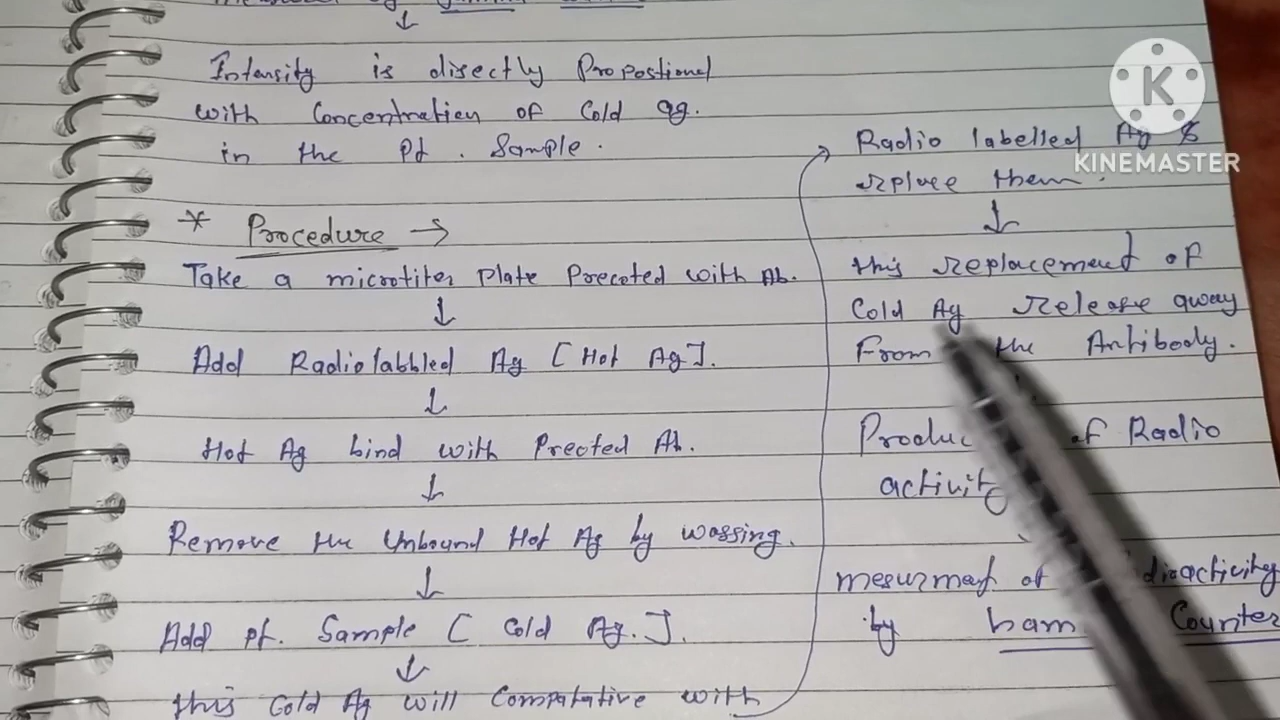 Intensity is directly Propostional
with Concentration of Cold ag.
in the Pt. Sample.
* Procedure →
Take a microtiter Plate Precoted with Ab.
↓
Add Radiolabbled Ag [Hot Ag].
↓
Hot Ag bind with Precoted Ab.
↓
Remove the Unbound Hot Ag by wassing.
↓
Add pt. Sample [Cold Ag.].
↓
this Cold Ag will Compatative with
Radio labelled Ag &
replace them.
↓
this replacement of
Cold Ag release away
From the Antibody.
of Radio
activity
mesurment of
by Counter
K
KINEMASTER